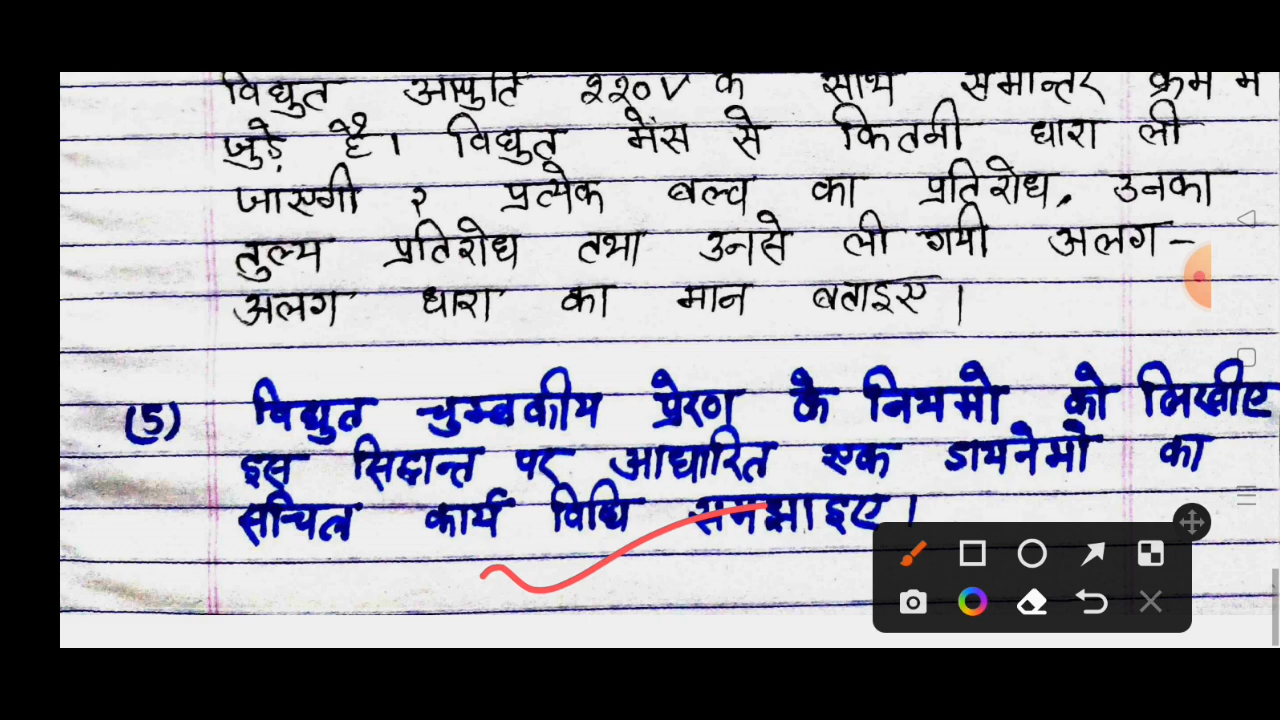 विद्युत आपुर्ति २२०V के साथ समान्तर क्रम में
जुड़े है। विद्युत मेंस से कितनी धारा ली
जाएगी ? प्रत्येक बल्व का प्रतिरोध, उनका
तुल्य प्रतिरोध तथा उनसे ली गयी अलग-
अलग धारा का मान बताइए।
(5) विद्युत चुम्बकीय प्रेरण के नियमो को लिखीए
इस सिद्धान्त पर आधारित एक डायनेमो का
सचित्र कार्य विधि समझाइए।